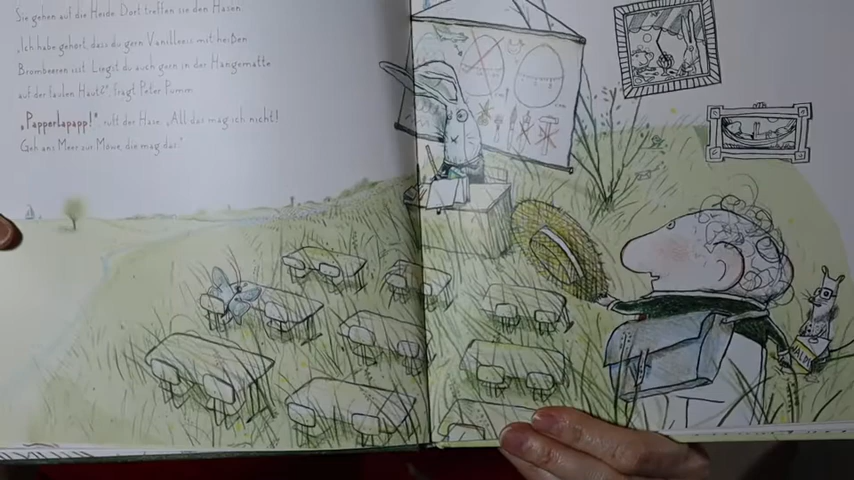 Sie gehen auf die Heide. Dort treffen sie den Hasen.
„Ich habe gehört, dass du gern Vanilleeis mit heißen
Brombeeren isst. Liegst du auch gern in der Hängematte
auf der faulen Haut?“, fragt Peter Pumm.
„Papperlapapp!“, ruft der Hase. „All das mag ich nicht!
Geh ans Meer zur Möwe, die mag das.“